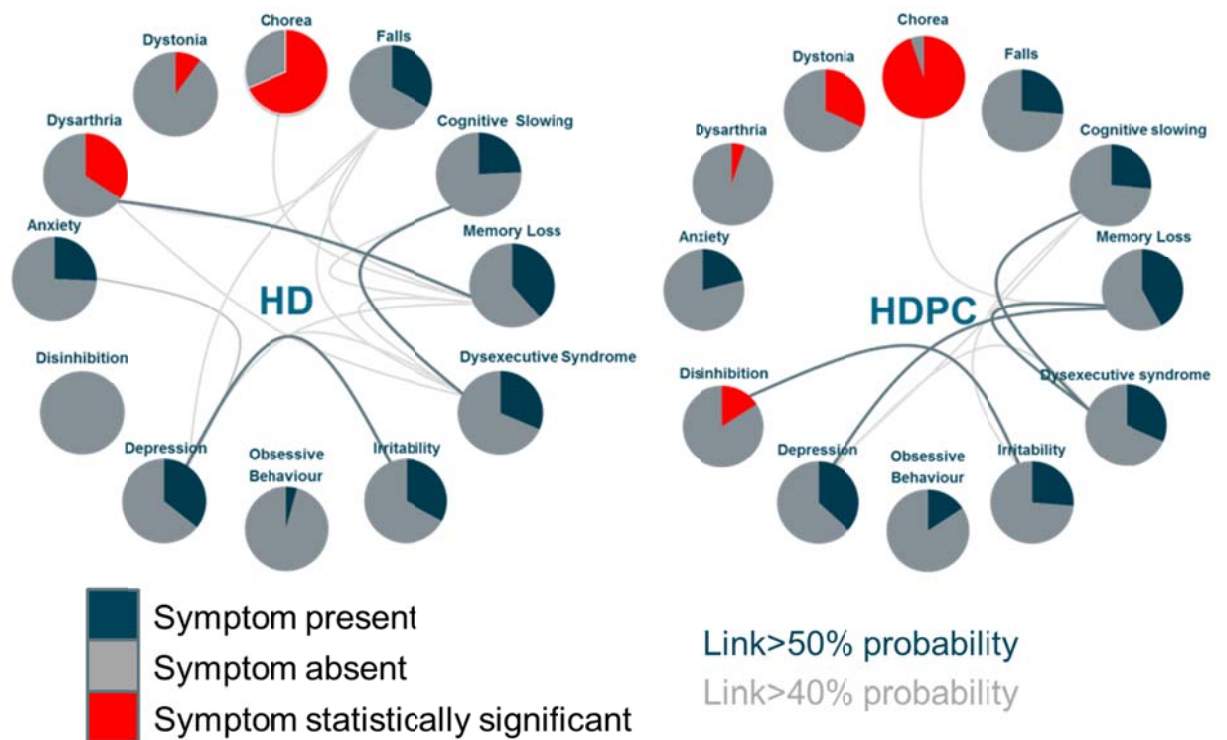 Chorea
Dystonia
Falls
Dysarthria
Cognitive Slowing
Anxiety
Memory Loss
HD
Disinhibition
Dysexecutive Syndrome
Depression
Obsessive
Behaviour
Irritability
Chorea
Dystonia
Falls
Dysarthria
Cognitive slowing
Anxiety
Memory Loss
HDPC
Disinhibition
Dysexecutive syndrome
Depression
Obsessive
Behaviour
Irritability
Symptom present
Symptom absent
Symptom statistically significant
Link>50% probability
Link>40% probability